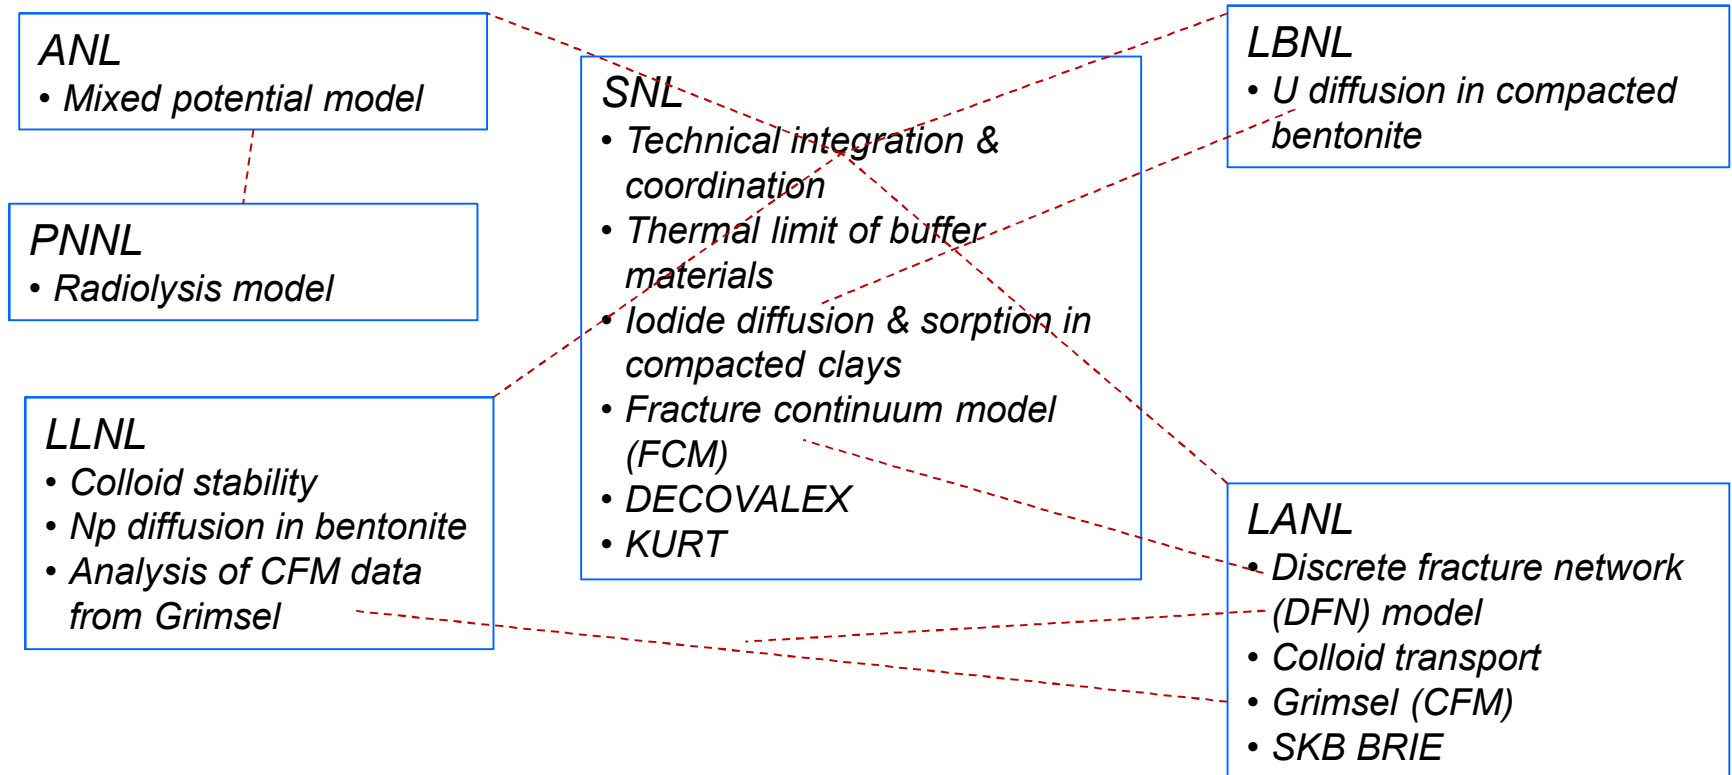 ANL
• Mixed potential model
PNNL
• Radiolysis model
LLNL
• Colloid stability
• Np diffusion in bentonite
• Analysis of CFM data
from Grimsel
SNL
• Technical integration &
coordination
• Thermal limit of buffer
materials
• Iodide diffusion & sorption in
compacted clays
• Fracture continuum model
(FCM)
• DECOVALEX
• KURT
LBNL
• U diffusion in compacted
bentonite
LANL
• Discrete fracture network
(DFN) model
• Colloid transport
• Grimsel (CFM)
• SKB BRIE